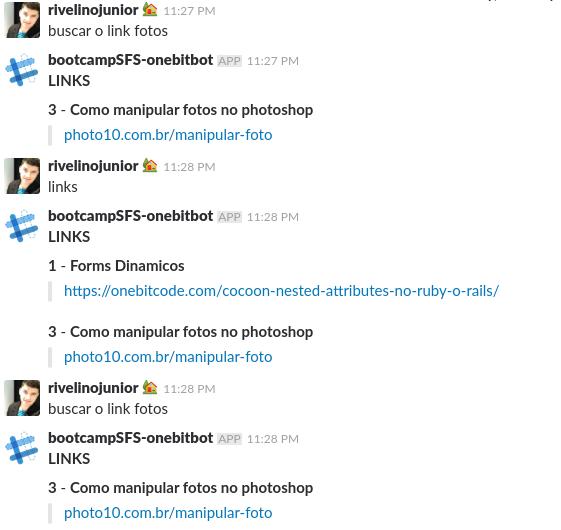 rivelinojunior 11:27 PM
buscar o link fotos
bootcampSFS-onebitbot APP 11:27 PM
LINKS
3 - Como manipular fotos no photoshop
photo10.com.br/manipular-foto
rivelinojunior 11:28 PM
links
bootcampSFS-onebitbot APP 11:28 PM
LINKS
1 - Forms Dinamicos
https://onebitcode.com/cocoon-nested-attributes-no-ruby-o-rails/
3 - Como manipular fotos no photoshop
photo10.com.br/manipular-foto
rivelinojunior 11:28 PM
buscar o link fotos
bootcampSFS-onebitbot APP 11:28 PM
LINKS
3 - Como manipular fotos no photoshop
photo10.com.br/manipular-foto